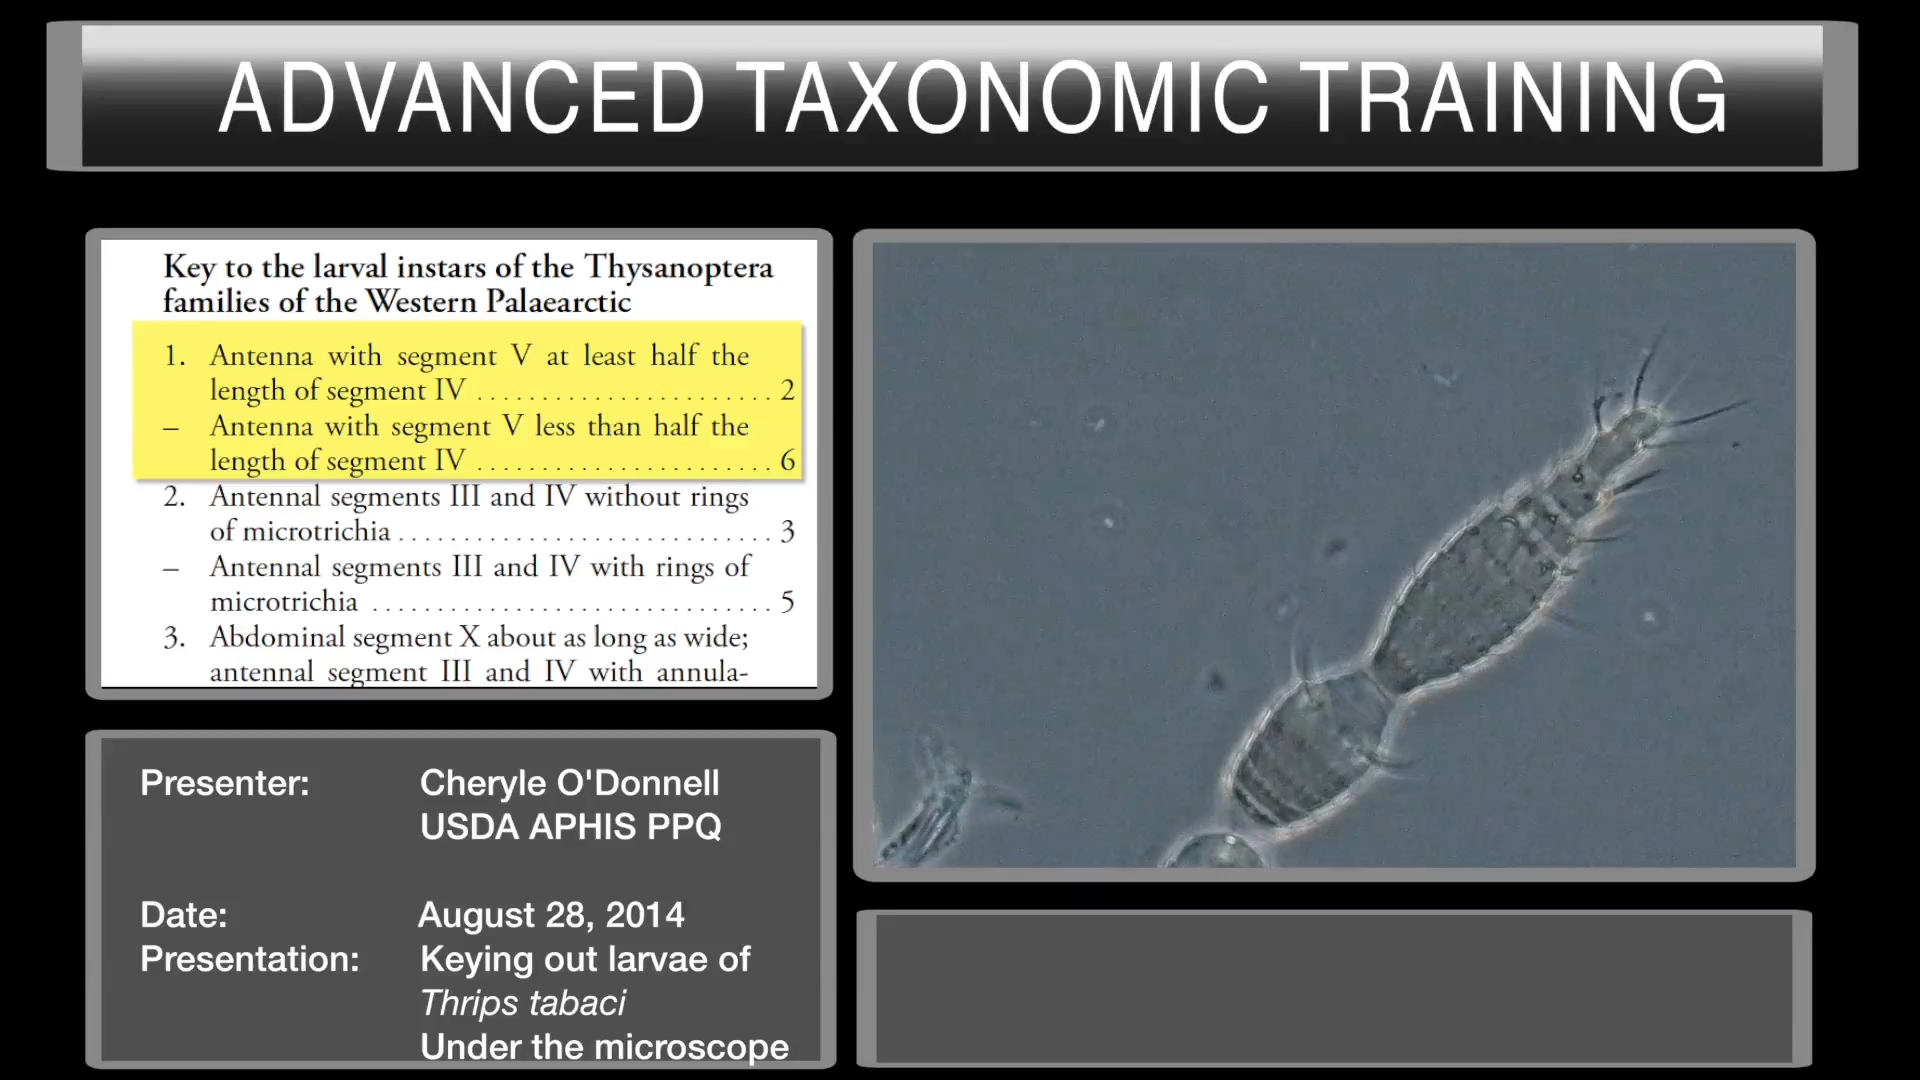 ADVANCED TAXONOMIC TRAINING
Key to the larval instars of the Thysanoptera
families of the Western Palaearctic
1. Antenna with segment V at least half the
length of segment IV ....................... 2
– Antenna with segment V less than half the
length of segment IV ....................... 6
2. Antennal segments III and IV without rings
of microtrichia ............................. 3
– Antennal segments III and IV with rings of
microtrichia ............................... 5
3. Abdominal segment X about as long as wide;
antennal segment III and IV with annula-
Presenter: Cheryle O'Donnell
USDA APHIS PPQ
Date: August 28, 2014
Presentation: Keying out larvae of
Thrips tabaci
Under the microscope